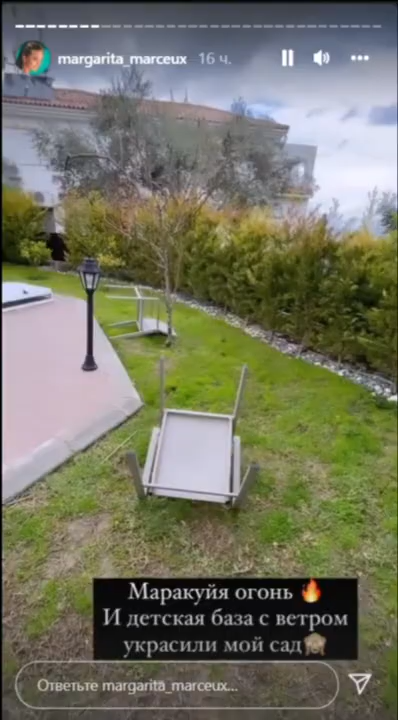 margarita_marceux 16 ч.
Маракуйя огонь 🔥
И детская база с ветром
украсили мой сад🙈
Ответьте margarita_marceux...